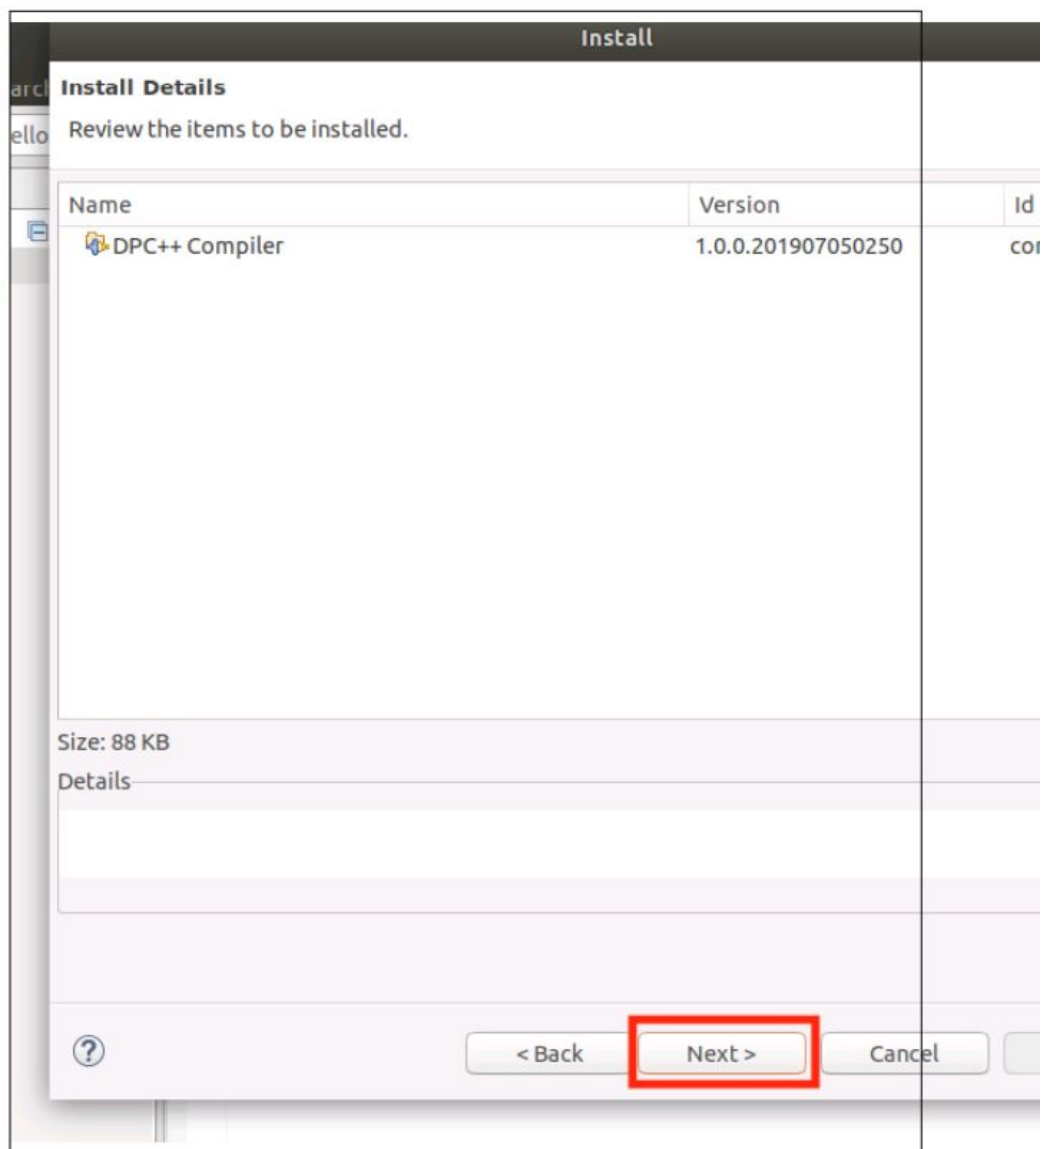 Install
Install Details
Review the items to be installed.
Name Version Id
DPC++ Compiler 1.0.0.201907050250
Size: 88 KB
Details
< Back Next > Cancel